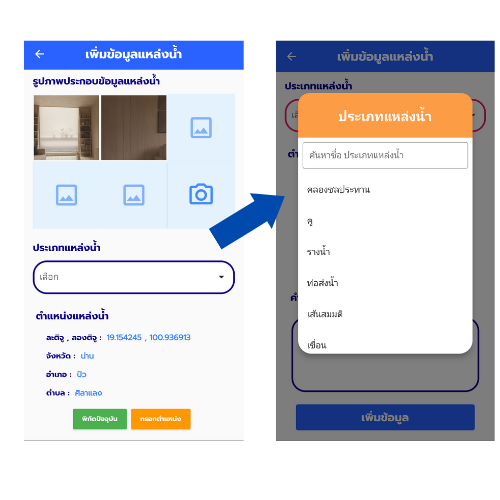 เพิ่มข้อมูลแหล่งน้ำ
รูปภาพประกอบข้อมูลแหล่งน้ำ
ประเภทแหล่งน้ำ
เลือก
ตำแหน่งแหล่งน้ำ
ละติจู , ลองติจู : 19.154245 , 100.936913
จังหวัด : น่าน
อำเภอ : ปัว
ตำบล : ศิลาแลง
พิกัดปัจจุบัน
กรอกตำแหน่ง
เพิ่มข้อมูลแหล่งน้ำ
ประเภทแหล่งน้ำ
ประเภทแหล่งน้ำ
ค้นหาชื่อ ประเภทแหล่งน้ำ
คลองชลประทาน
คู
รางน้ำ
ท่อส่งน้ำ
เส้นสมมติ
เขื่อน
เพิ่มข้อมูล